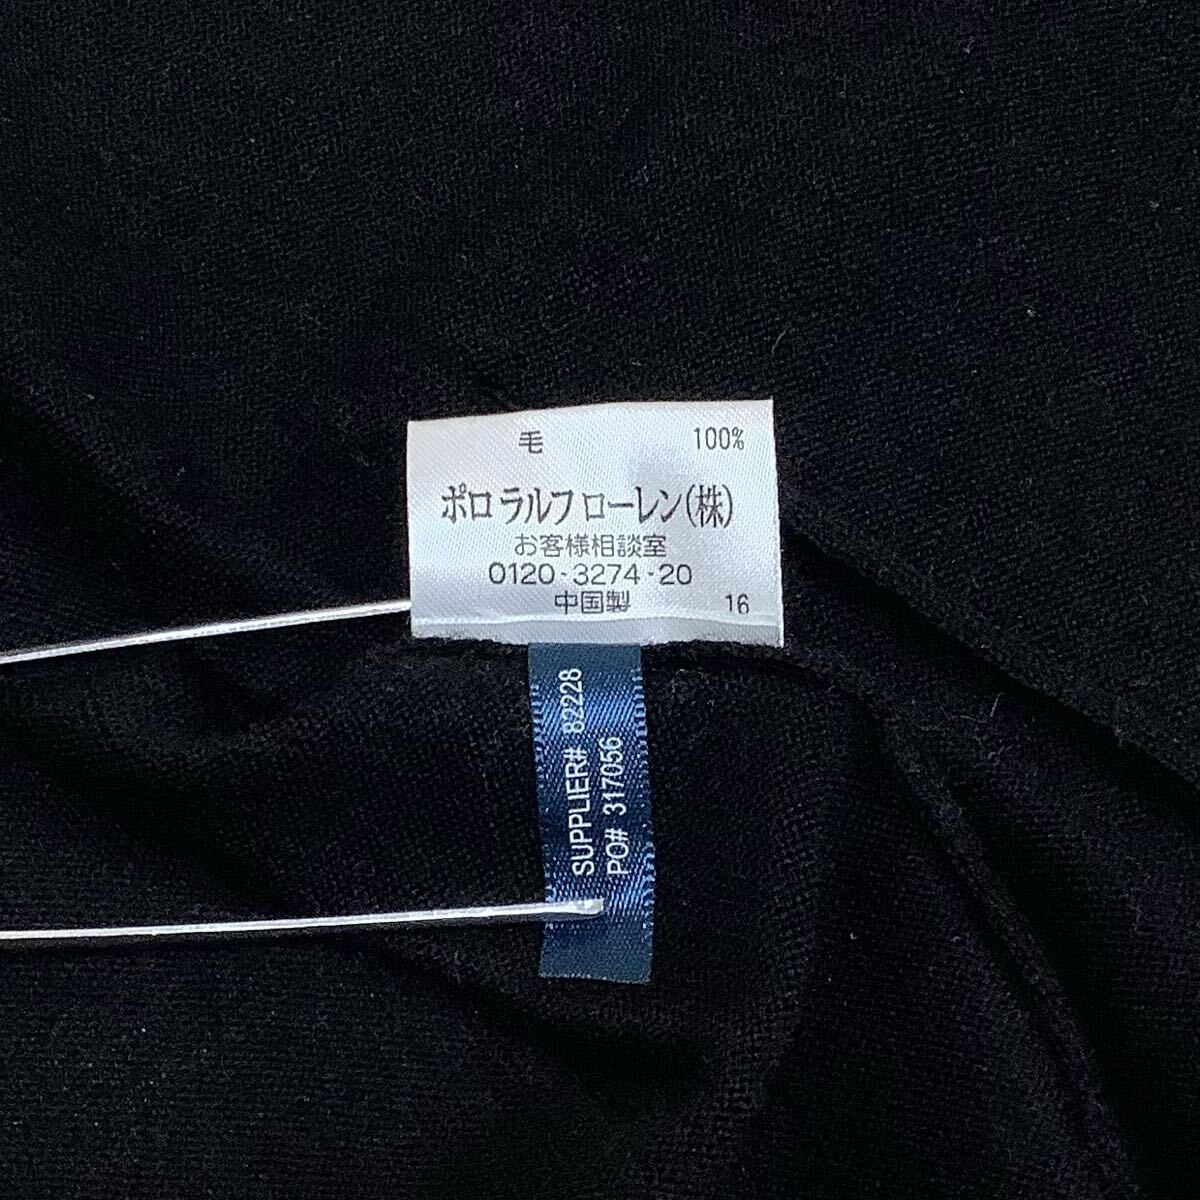 毛 100%
ポロ ラルフ ローレン(株)
お客様相談室
0120-3274-20
中国製 16
SUPPLIER# 82228
PO# 317056